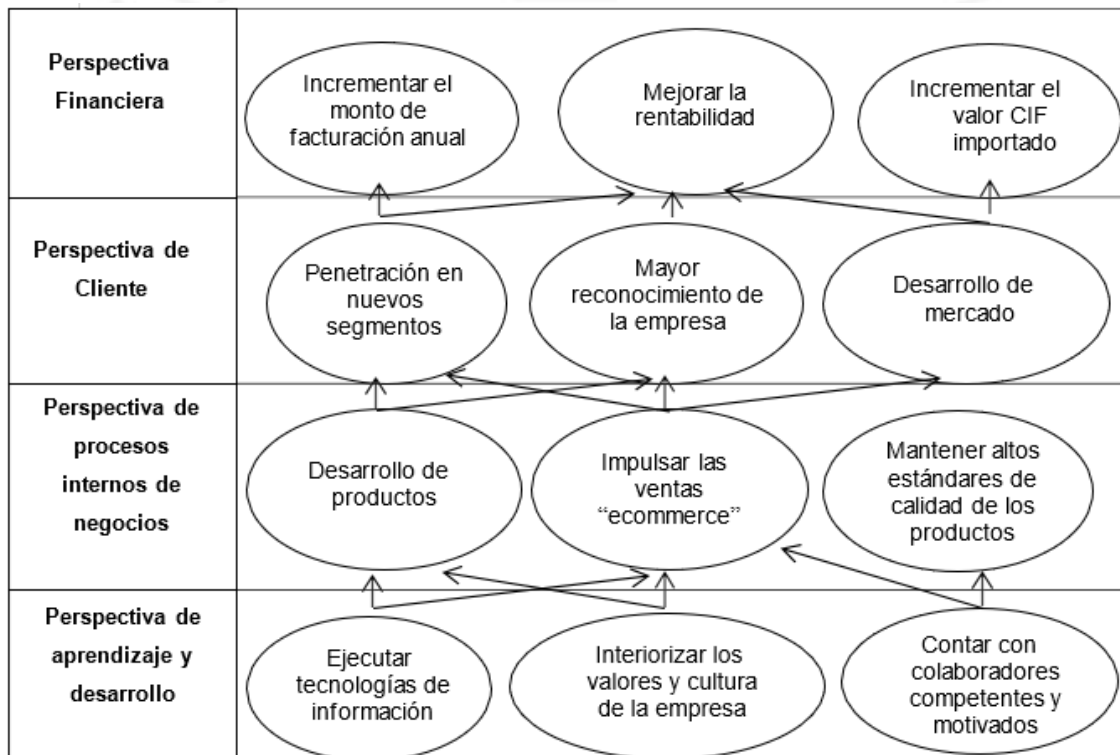 Perspectiva
Financiera
Incrementar el
monto de
facturación anual
Mejorar la
rentabilidad
Incrementar el
valor CIF
importado
Perspectiva de
Cliente
Penetración en
nuevos
segmentos
Mayor
reconocimiento de
la empresa
Desarrollo de
mercado
Perspectiva de
procesos
internos de
negocios
Desarrollo de
productos
Impulsar las
ventas
“ecommerce”
Mantener altos
estándares de
calidad de los
productos
Perspectiva de
aprendizaje y
desarrollo
Ejecutar
tecnologías de
información
Interiorizar los
valores y cultura
de la empresa
Contar con
colaboradores
competentes y
motivados